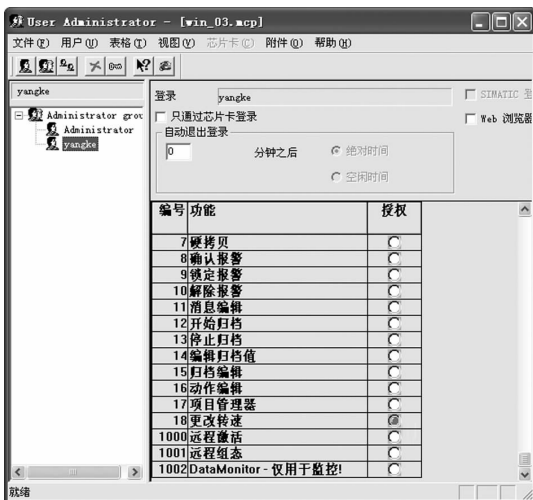 User Administrator - [win_03.mcp]
文件(F) 用户(U) 表格(T) 视图(V) 芯片卡(C) 附件(O) 帮助(H)
yangke
Administrator grou
Administrator
yangke
登录 yangke
只通过芯片卡登录
自动退出登录
0 分钟之后 绝对时间
空闲时间
SIMATIC 登
Web 浏览器
编号 功能 授权
7 硬拷贝
8 确认报警
9 锁定报警
10 解除报警
11 消息编辑
12 开始归档
13 停止归档
14 编辑归档值
15 归档编辑
16 动作编辑
17 项目管理器
18 更改转速
1000 远程激活
1001 远程组态
1002 DataMonitor - 仅用于监控!
就绪